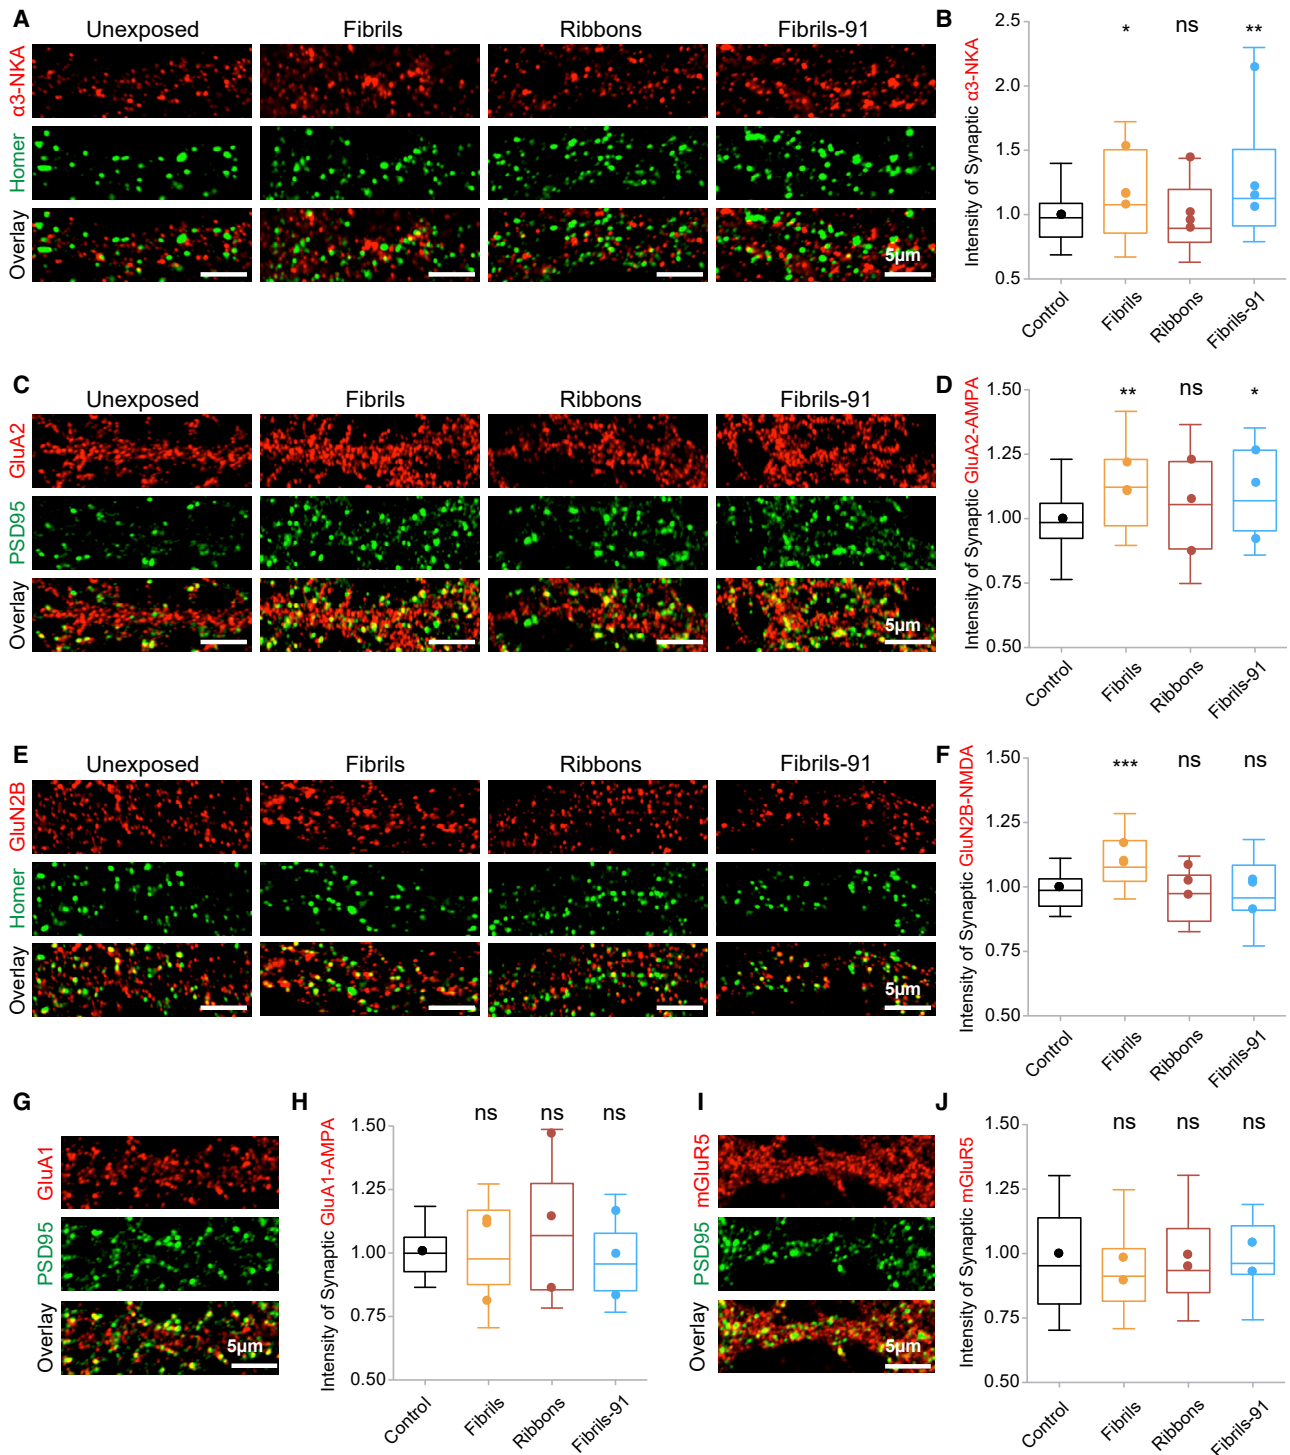 A
Unexposed
Fibrils
Ribbons
Fibrils-91
α3-NKA
Homer
Overlay
5µm
B
Intensity of Synaptic α3-NKA
2.5
2.0
1.5
1.0
0.5
*
ns
**
Control
Fibrils
Ribbons
Fibrils-91
C
Unexposed
Fibrils
Ribbons
Fibrils-91
GluA2
PSD95
Overlay
5µm
D
Intensity of Synaptic GluA2-AMPA
1.50
1.25
1.00
0.75
0.50
**
ns
*
Control
Fibrils
Ribbons
Fibrils-91
E
Unexposed
Fibrils
Ribbons
Fibrils-91
GluN2B
Homer
Overlay
5µm
F
Intensity of Synaptic GluN2B-NMDA
1.50
1.25
1.00
0.75
0.50
***
ns
ns
Control
Fibrils
Ribbons
Fibrils-91
G
GluA1
PSD95
Overlay
5µm
H
Intensity of Synaptic GluA1-AMPA
1.50
1.25
1.00
0.75
0.50
ns
ns
ns
Control
Fibrils
Ribbons
Fibrils-91
I
mGluR5
PSD95
Overlay
5µm
J
Intensity of Synaptic mGluR5
1.50
1.25
1.00
0.75
0.50
ns
ns
ns
Control
Fibrils
Ribbons
Fibrils-91